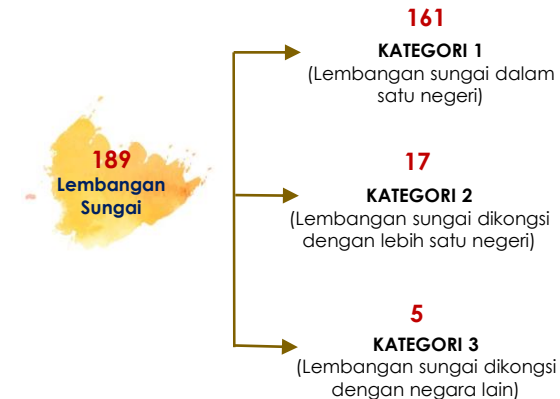 161
KATEGORI 1
(Lembangan sungai dalam
satu negeri)
189
Lembangan
Sungai
17
KATEGORI 2
(Lembangan sungai dikongsi
dengan lebih satu negeri)
5
KATEGORI 3
(Lembangan sungai dikongsi
dengan negara lain)